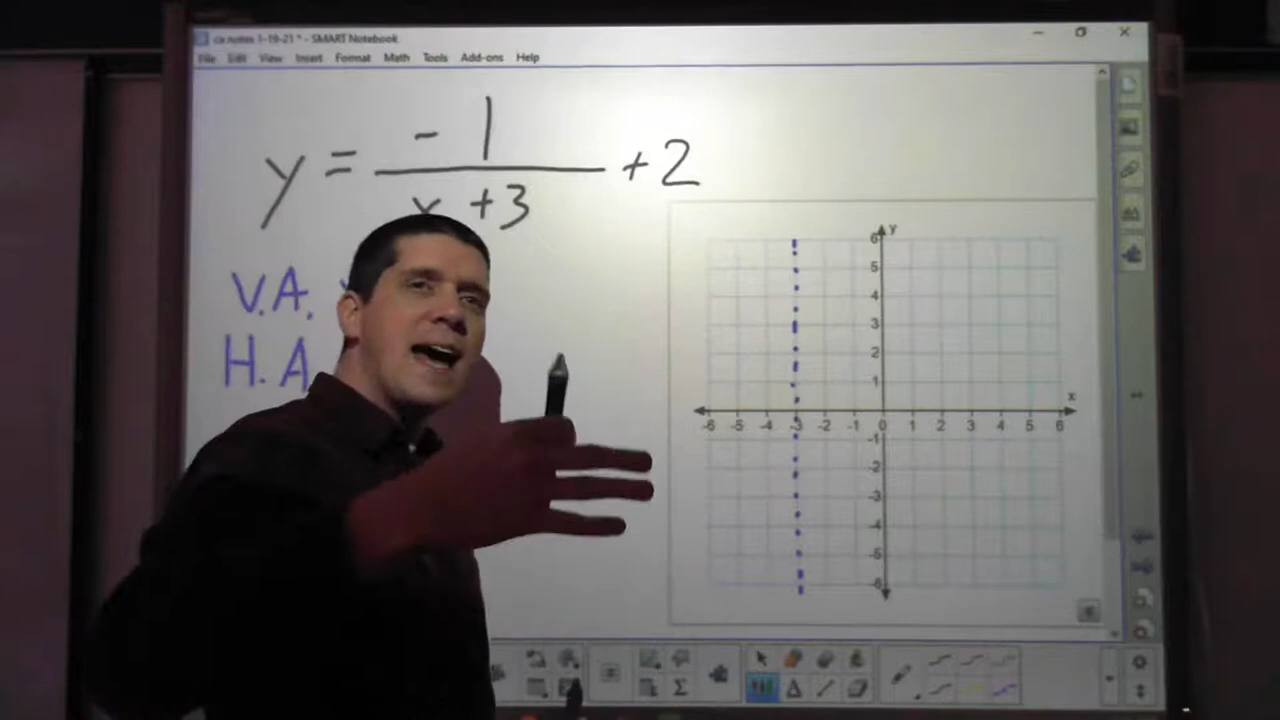 ca notes 1-19-21 * - SMART Notebook
File Edit View Insert Format Math Tools Add-ons Help
- 1
y = +2
x +3
V.A.
H.A
y
6
5
4
3
2
1
x
-6 -5 -4 -3 -2 -1 0 1 2 3 4 5 6
-1
-2
-3
-4
-5
-6